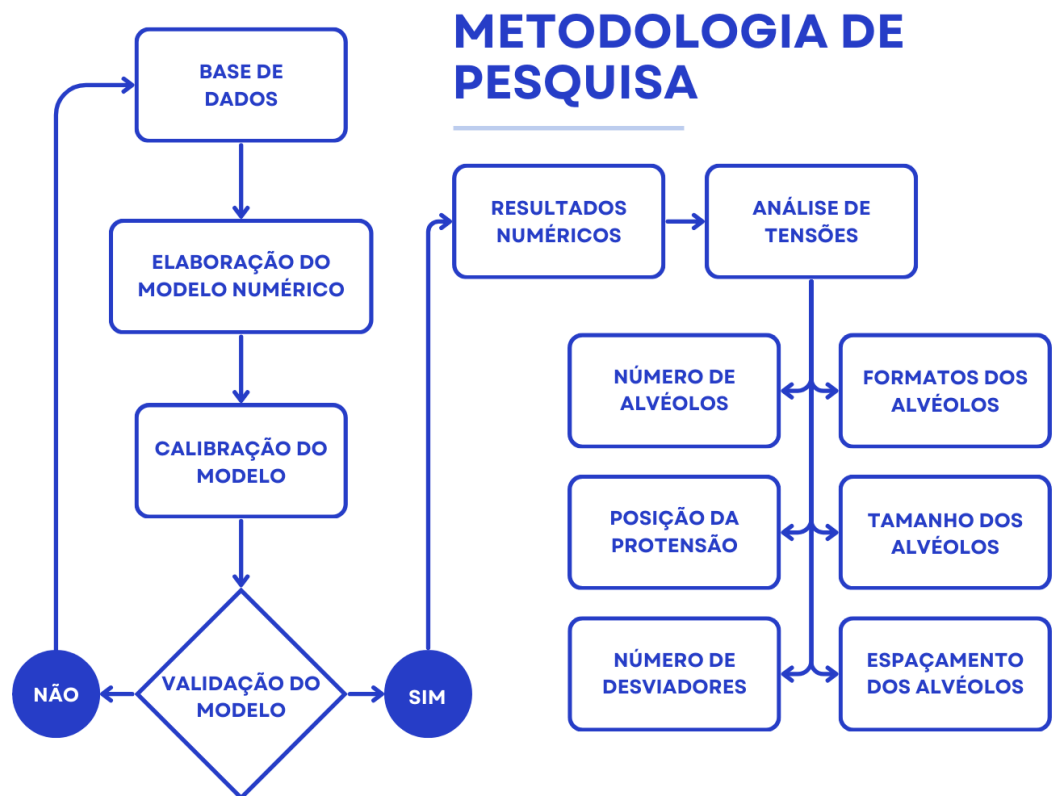 METODOLOGIA DE
PESQUISA
BASE DE
DADOS
ELABORAÇÃO DO
MODELO NUMÉRICO
CALIBRAÇÃO DO
MODELO
VALIDAÇÃO DO
MODELO
NÃO
SIM
RESULTADOS
NUMÉRICOS
ANÁLISE DE
TENSÕES
NÚMERO DE
ALVÉOLOS
FORMATOS DOS
ALVÉOLOS
POSIÇÃO DA
PROTENSÃO
TAMANHO DOS
ALVÉOLOS
NÚMERO DE
DESVIADORES
ESPAÇAMENTO
DOS ALVÉOLOS